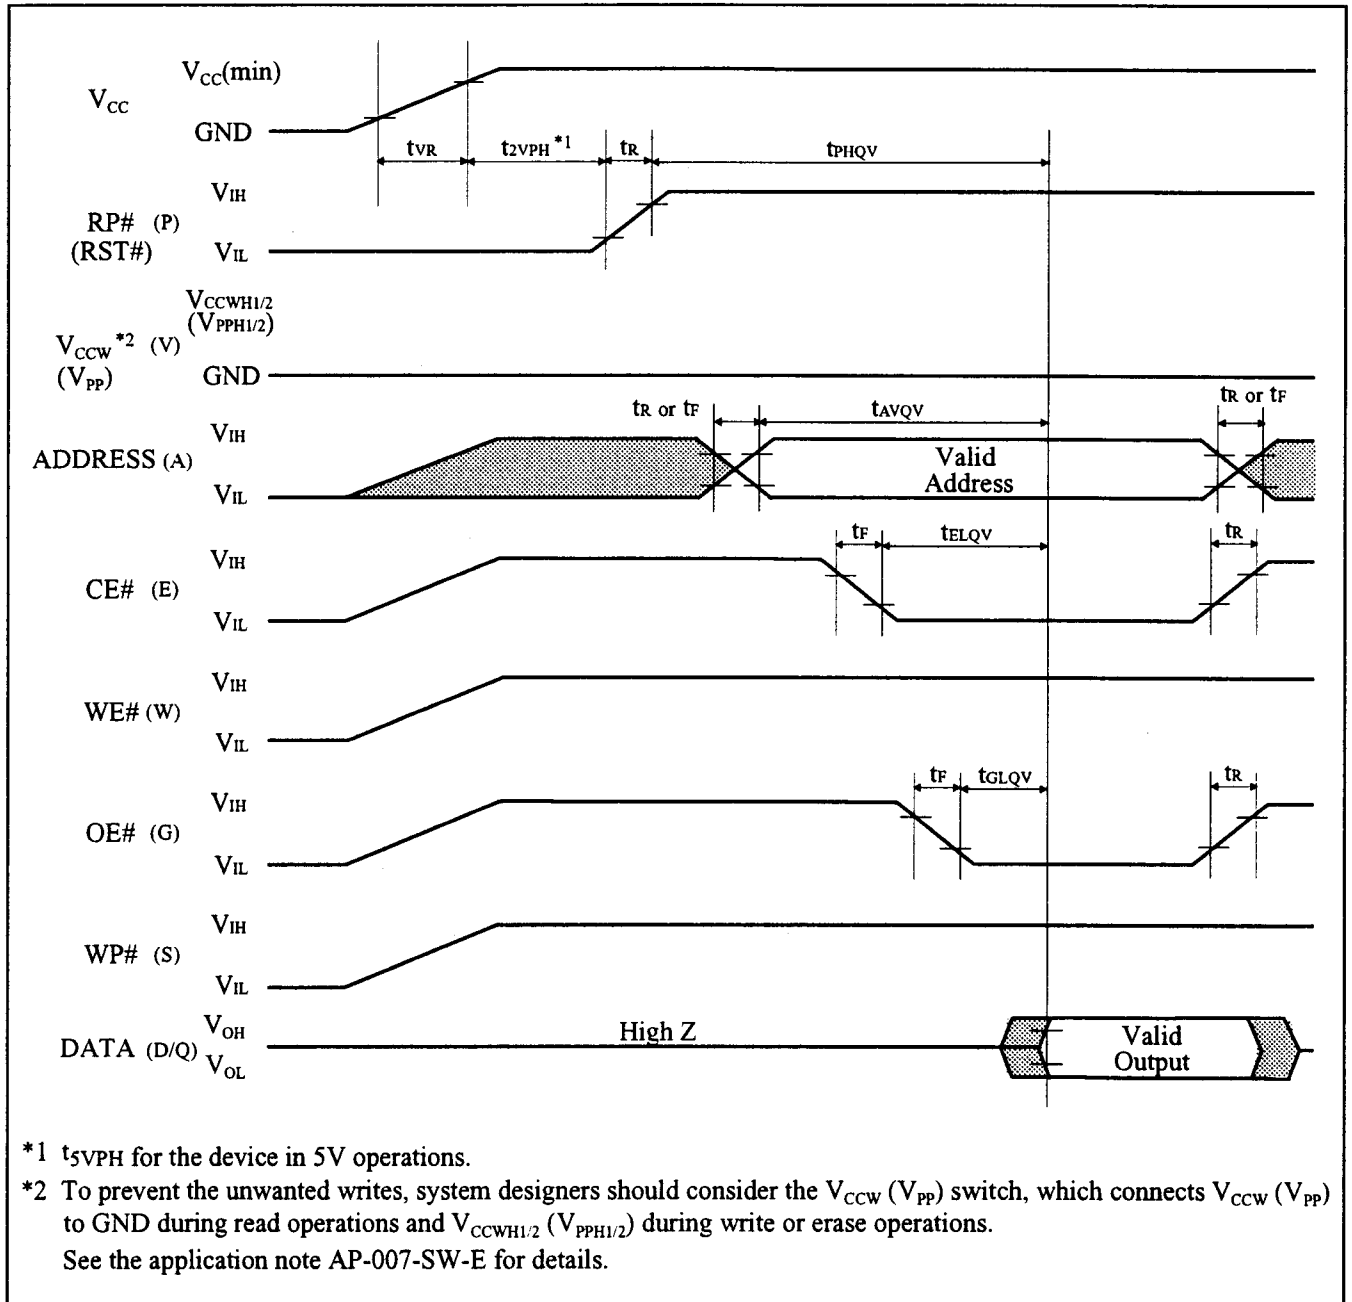 VCC(min)
VCC
GND
tVR
t2VPH *1
tR
tPHQV
VIH
RP# (P)
(RST#)
VIL
VCCWH1/2
(VPPH1/2)
VCCW *2 (V)
(VPP)
GND
tR or tF
tAVQV
tR or tF
VIH
ADDRESS (A)
Valid
Address
VIL
tF
tELQV
tR
VIH
CE# (E)
VIL
VIH
WE# (W)
VIL
tF
tGLQV
tR
VIH
OE# (G)
VIL
VIH
WP# (S)
VIL
VOH
High Z
Valid
Output
DATA (D/Q)
VOL
*1 t5VPH for the device in 5V operations.
*2 To prevent the unwanted writes, system designers should consider the VCCW (VPP) switch, which connects VCCW (VPP)
to GND during read operations and VCCWH1/2 (VPPH1/2) during write or erase operations.
See the application note AP-007-SW-E for details.